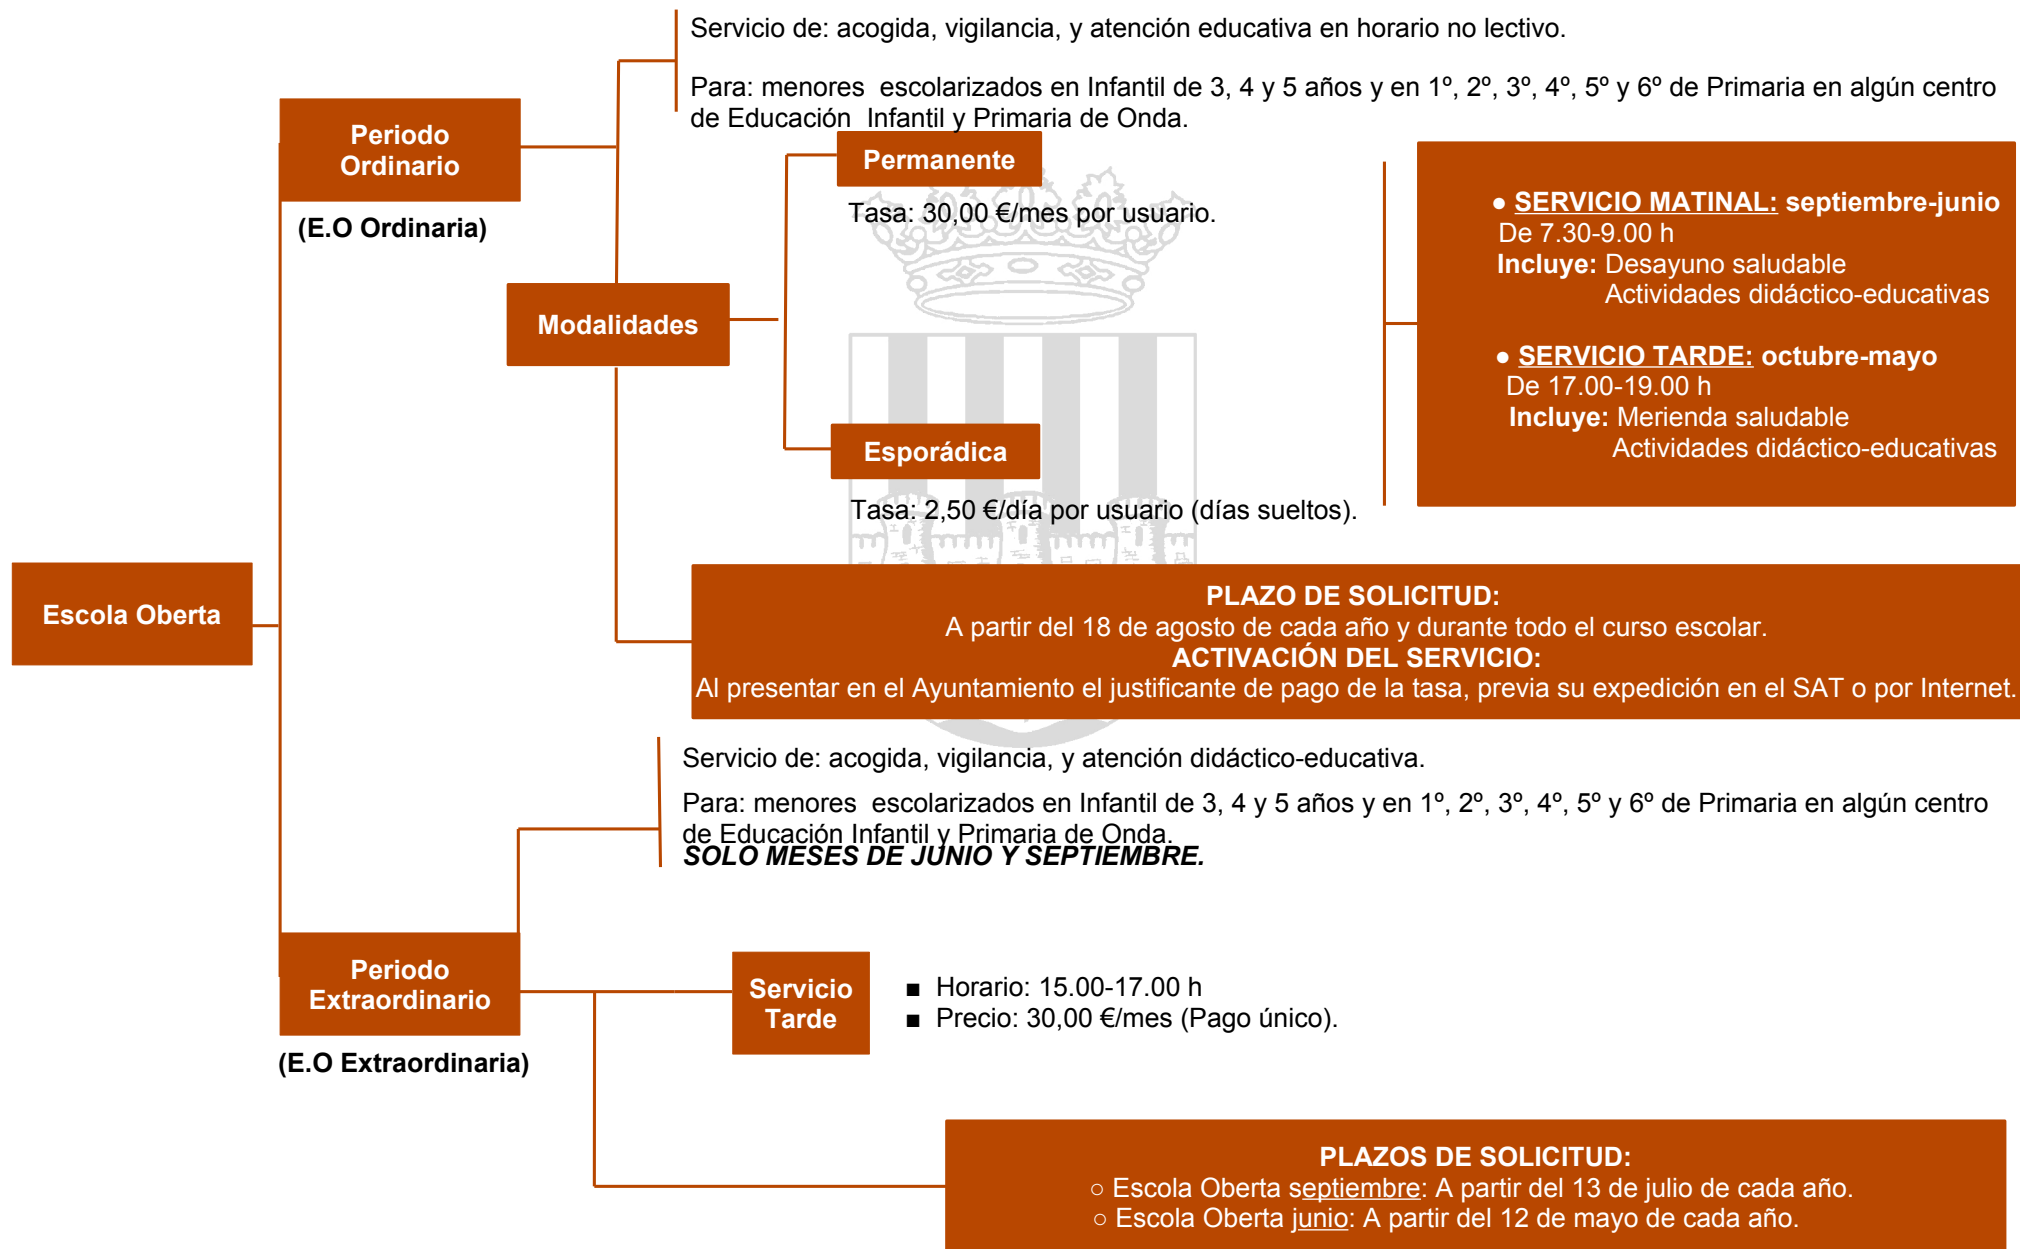 Servicio de: acogida, vigilancia, y atención educativa en horario no lectivo.
Para: menores  escolarizados en Infantil de 3, 4 y 5 años y en 1º, 2º, 3º, 4º, 5º y 6º de Primaria en algún centro
de Educación  Infantil y Primaria de Onda.
Periodo
Ordinario
(E.O Ordinaria)
Modalidades
Permanente
Tasa: 30,00 €/mes por usuario.
Esporádica
Tasa: 2,50 €/día por usuario (días sueltos).
● SERVICIO MATINAL: septiembre-junio
De 7.30-9.00 h
Incluye: Desayuno saludable
Actividades didáctico-educativas
● SERVICIO TARDE: octubre-mayo
De 17.00-19.00 h
Incluye: Merienda saludable
Actividades didáctico-educativas
Escola Oberta
PLAZO DE SOLICITUD:
A partir del 18 de agosto de cada año y durante todo el curso escolar.
ACTIVACIÓN DEL SERVICIO:
Al presentar en el Ayuntamiento el justificante de pago de la tasa, previa su expedición en el SAT o por Internet.
Servicio de: acogida, vigilancia, y atención didáctico-educativa.
Para: menores  escolarizados en Infantil de 3, 4 y 5 años y en 1º, 2º, 3º, 4º, 5º y 6º de Primaria en algún centro
de Educación Infantil y Primaria de Onda.
SOLO MESES DE JUNIO Y SEPTIEMBRE.
Periodo
Extraordinario
(E.O Extraordinaria)
Servicio
Tarde
■ Horario: 15.00-17.00 h
■ Precio: 30,00 €/mes (Pago único).
PLAZOS DE SOLICITUD:
○ Escola Oberta septiembre: A partir del 13 de julio de cada año.
○ Escola Oberta junio: A partir del 12 de mayo de cada año.